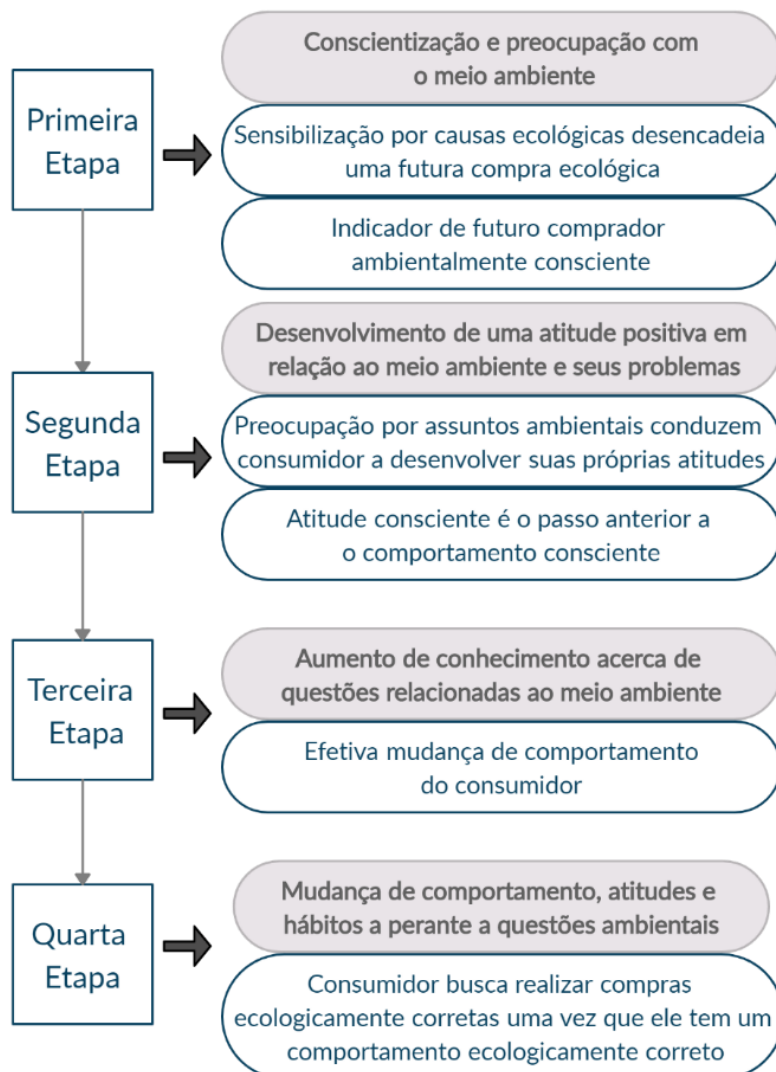 Primeira
Etapa
Conscientização e preocupação com
o meio ambiente
Sensibilização por causas ecológicas desencadeia
uma futura compra ecológica
Indicador de futuro comprador
ambientalmente consciente
Segunda
Etapa
Desenvolvimento de uma atitude positiva em
relação ao meio ambiente e seus problemas
Preocupação por assuntos ambientais conduzem
consumidor a desenvolver suas próprias atitudes
Atitude consciente é o passo anterior a
o comportamento consciente
Terceira
Etapa
Aumento de conhecimento acerca de
questões relacionadas ao meio ambiente
Efetiva mudança de comportamento
do consumidor
Quarta
Etapa
Mudança de comportamento, atitudes e
hábitos a perante a questões ambientais
Consumidor busca realizar compras
ecologicamente corretas uma vez que ele tem um
comportamento ecologicamente correto